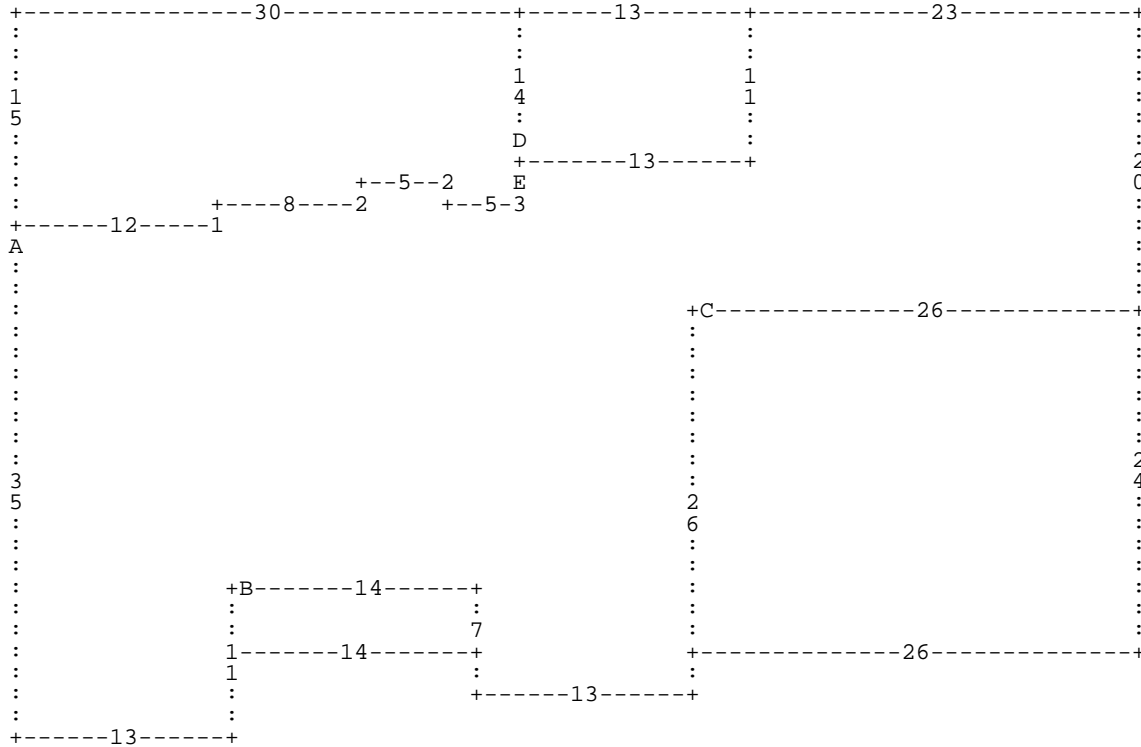 +----------------30----------------+------13-------+------------23------------+
: : : :
: : : :
: 1 1 :
1 4 1 :
5 : : :
: D : :
: +-------13------+ 2
: +--5--2 E 0
: +----8----2 +--5-3 :
+------12-----1 :
A :
: :
: :
: +C--------------26-------------+
: : :
: : :
: : :
: : :
: : :
: : :
: : 2
3 : 4
5 2 :
: 6 :
: : :
: : :
: +B-------14------+ : :
: : : : :
: : 7 : :
: 1-------14-------+ +--------------26--------------+
: 1 : :
: : +------13------+
: :
+------13------+